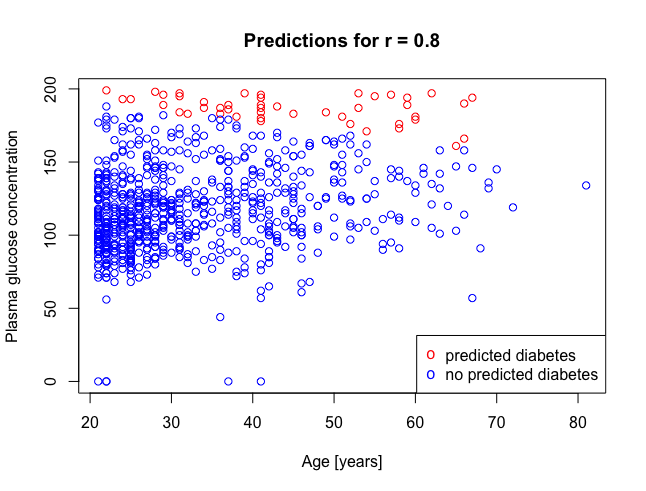 Predictions for r = 0.8
Plasma glucose concentration
200
150
100
50
0
predicted diabetes
no predicted diabetes
20 30 40 50 60 70 80
Age [years]